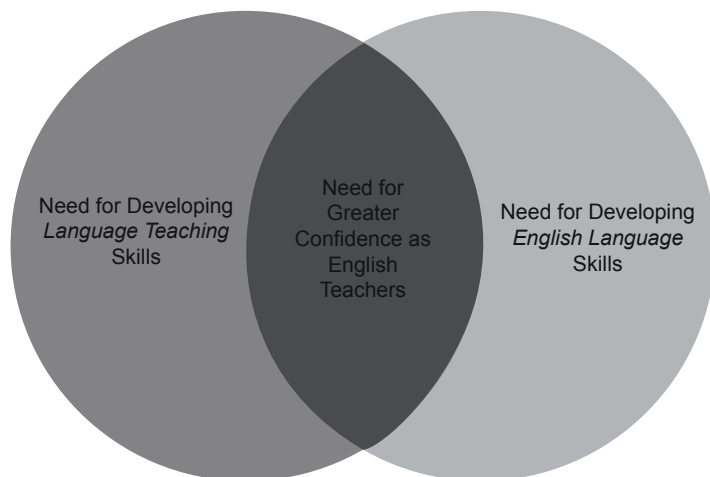 Need for Developing
Language Teaching
Skills
Need for
Greater
Confidence as
English
Teachers
Need for Developing
English Language
Skills